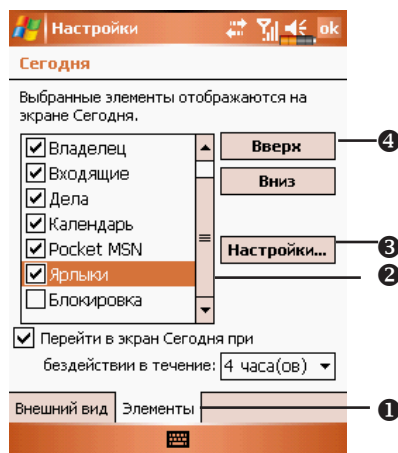 Настройки ok
Сегодня
Выбранные элементы отображаются на
экране Сегодня.
Владелец
Входящие
Дела
Календарь
Pocket MSN
Ярлыки
Блокировка
Вверх
4
Вниз
Настройки...
3
2
Перейти в экран Сегодня при
бездействии в течение: 4 часа(ов)
Внешний вид Элементы
1